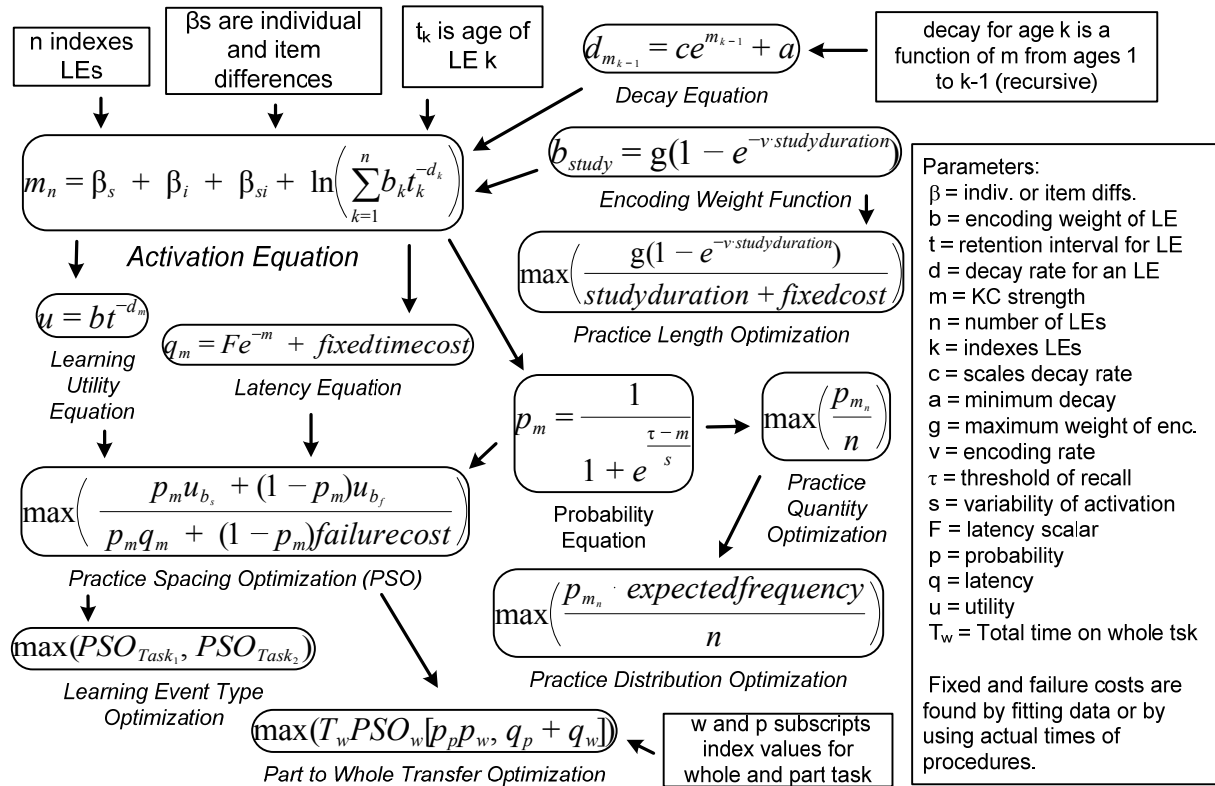 n indexes
LEs
βs are individual
and item
differences
t_k is age of
LE k
d_{m_{k−1}} = ce^{m_{k−1}} + a
Decay Equation
decay for age k is a
function of m from ages 1
to k-1 (recursive)
m_n = β_s + β_i + β_{si} + ln(∑_{k=1}^{n} b_k t_k^{−d_k})
Activation Equation
b_{study} = g(1 − e^{−v·studyduration})
Encoding Weight Function
max(g(1 − e^{−v·studyduration}) / studyduration + fixedcost)
Practice Length Optimization
u = bt^{−d_m}
Learning
Utility
Equation
q_m = Fe^{−m} + fixedtimecost
Latency Equation
p_m = 1 / 1 + e^{(τ−m)/s}
Probability
Equation
max(p_{m_n} / n)
Practice
Quantity
Optimization
max(p_m u_{b_s} + (1 − p_m)u_{b_f} / p_m q_m + (1 − p_m)failurecost)
Practice Spacing Optimization (PSO)
max(p_{m_n} · expectedfrequency / n)
Practice Distribution Optimization
max(PSO_{Task_1}, PSO_{Task_2})
Learning Event Type
Optimization
max(T_w PSO_w[p_p p_w, q_p + q_w])
Part to Whole Transfer Optimization
w and p subscripts
index values for
whole and part task
Parameters:
β = indiv. or item diffs.
b = encoding weight of LE
t = retention interval for LE
d = decay rate for an LE
m = KC strength
n = number of LEs
k = indexes LEs
c = scales decay rate
a = minimum decay
g = maximum weight of enc.
v = encoding rate
τ = threshold of recall
s = variability of activation
F = latency scalar
p = probability
q = latency
u = utility
T_w = Total time on whole tsk
Fixed and failure costs are
found by fitting data or by
using actual times of
procedures.